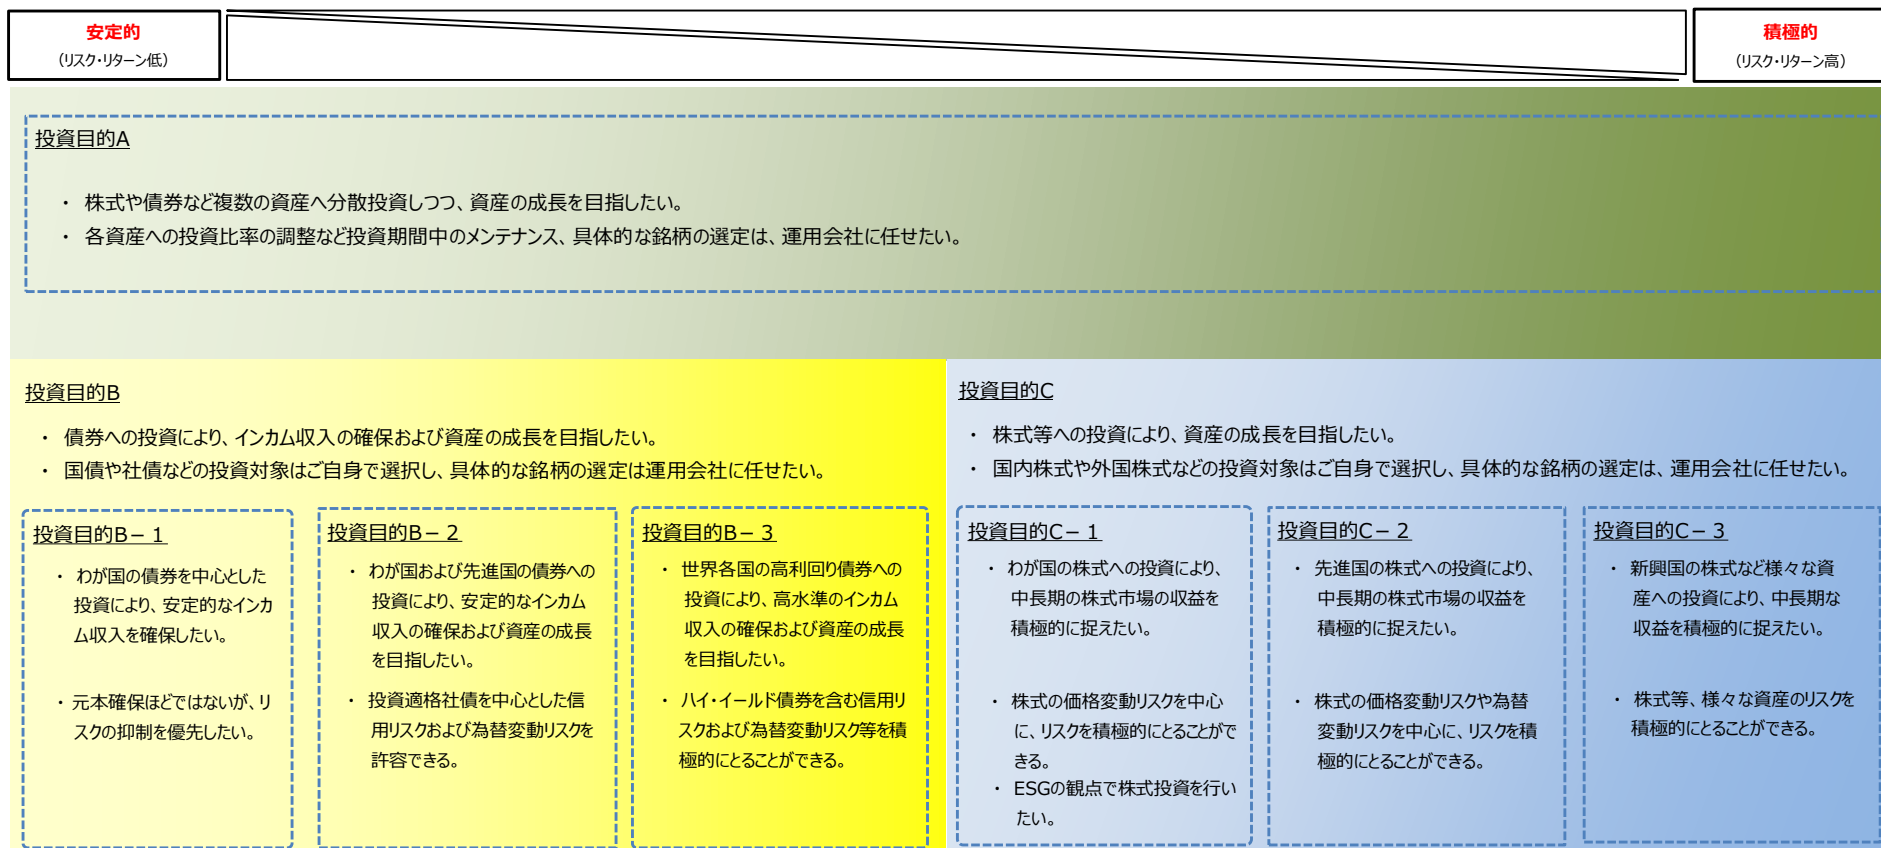 安定的
（リスク・リターン低）
積極的
（リスク・リターン高）
投資目的A
・ 株式や債券など複数の資産へ分散投資しつつ、資産の成長を目指したい。
・ 各資産への投資比率の調整など投資期間中のメンテナンス、具体的な銘柄の選定は、運用会社に任せたい。
投資目的B
・ 債券への投資により、インカム収入の確保および資産の成長を目指したい。
・ 国債や社債などの投資対象はご自身で選択し、具体的な銘柄の選定は運用会社に任せたい。
投資目的B－1
・ わが国の債券を中心とした
投資により、安定的なインカ
ム収入を確保したい。
・ 元本確保ほどではないが、リ
スクの抑制を優先したい。
投資目的B－2
・ わが国および先進国の債券への
投資により、安定的なインカム
収入の確保および資産の成長
を目指したい。
・ 投資適格社債を中心とした信
用リスクおよび為替変動リスクを
許容できる。
投資目的B－3
・ 世界各国の高利回り債券への
投資により、高水準のインカム
収入の確保および資産の成長
を目指したい。
・ ハイ・イールド債券を含む信用リ
スクおよび為替変動リスク等を積
極的にとることができる。
投資目的C
・ 株式等への投資により、資産の成長を目指したい。
・ 国内株式や外国株式などの投資対象はご自身で選択し、具体的な銘柄の選定は、運用会社に任せたい。
投資目的C－1
・ わが国の株式への投資により、
中長期の株式市場の収益を
積極的に捉えたい。
・ 株式の価格変動リスクを中心
に、リスクを積極的にとることがで
きる。
・ ESGの観点で株式投資を行い
たい。
投資目的C－2
・ 先進国の株式への投資により、
中長期の株式市場の収益を
積極的に捉えたい。
・ 株式の価格変動リスクや為替
変動リスクを中心に、リスクを積
極的にとることができる。
投資目的C－3
・ 新興国の株式など様々な資
産への投資により、中長期な
収益を積極的に捉えたい。
・ 株式等、様々な資産のリスクを
積極的にとることができる。